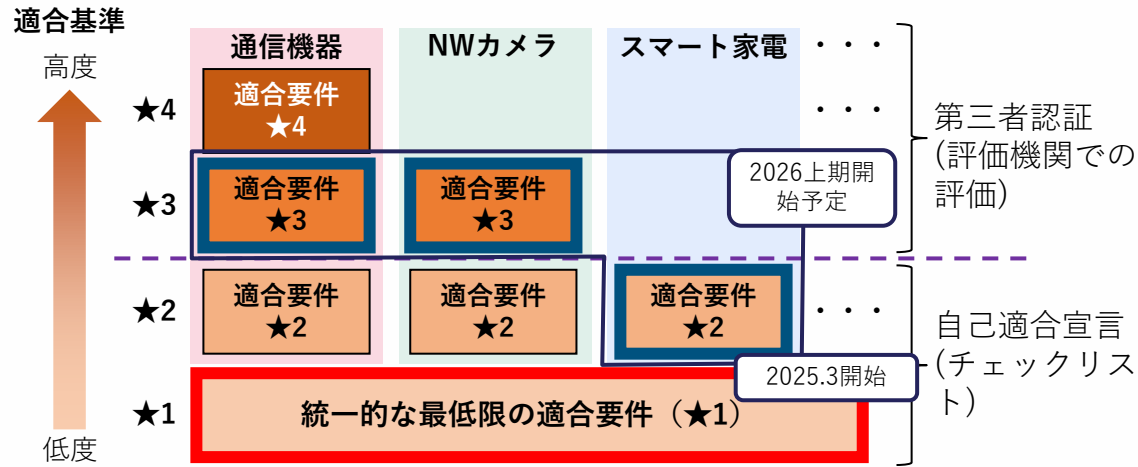 適合基準
高度
通信機器
NWカメラ
スマート家電
・・・
★4
適合要件
★4
・・・
第三者認証
(評価機関での
評価)
★3
適合要件
★3
適合要件
★3
2026上期開
始予定
★2
適合要件
★2
適合要件
★2
適合要件
★2
・・・
自己適合宣言
(チェックリス
ト)
2025.3開始
★1
統一的な最低限の適合要件（★1）
低度